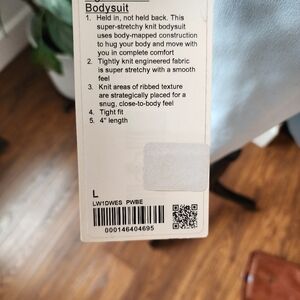 Bodysuit
1. Held in, not held back. This
super-stretchy knit bodysuit
uses body-mapped construction
to hug your body and move with
you in complete comfort
2. Tightly knit engineered fabric
is super stretchy with a smooth
feel
3. Knit areas of ribbed texture
are strategically placed for a
snug, close-to-body feel
4. Tight fit
5. 4" length
L
LW1DWES PWBE
000146404695